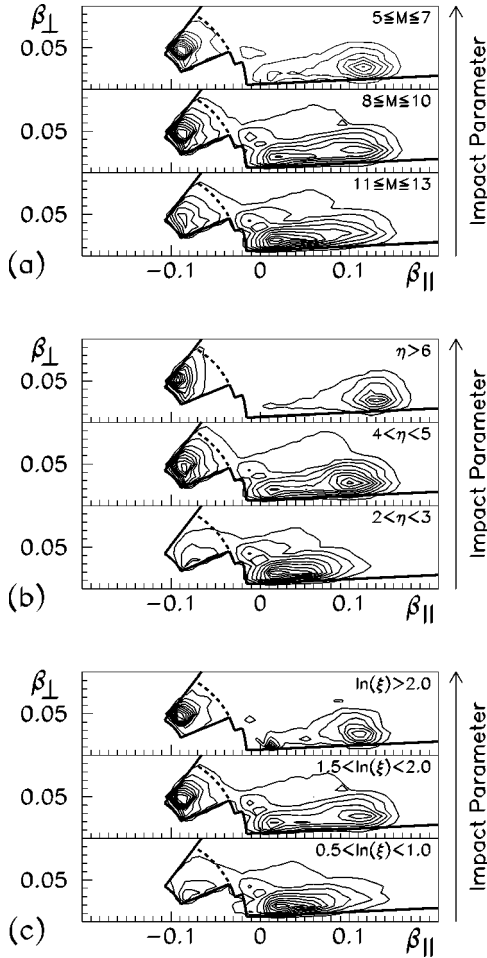 β⊥
5≤M≤7
0.05
8≤M≤10
0.05
11≤M≤13
0.05
(a)
−0.1 0 0.1 β||
Impact Parameter
β⊥
η>6
0.05
4<η<5
0.05
2<η<3
0.05
(b)
−0.1 0 0.1 β||
Impact Parameter
β⊥
ln(ξ)>2.0
0.05
1.5<ln(ξ)<2.0
0.05
0.5<ln(ξ)<1.0
0.05
(c)
−0.1 0 0.1 β||
Impact Parameter